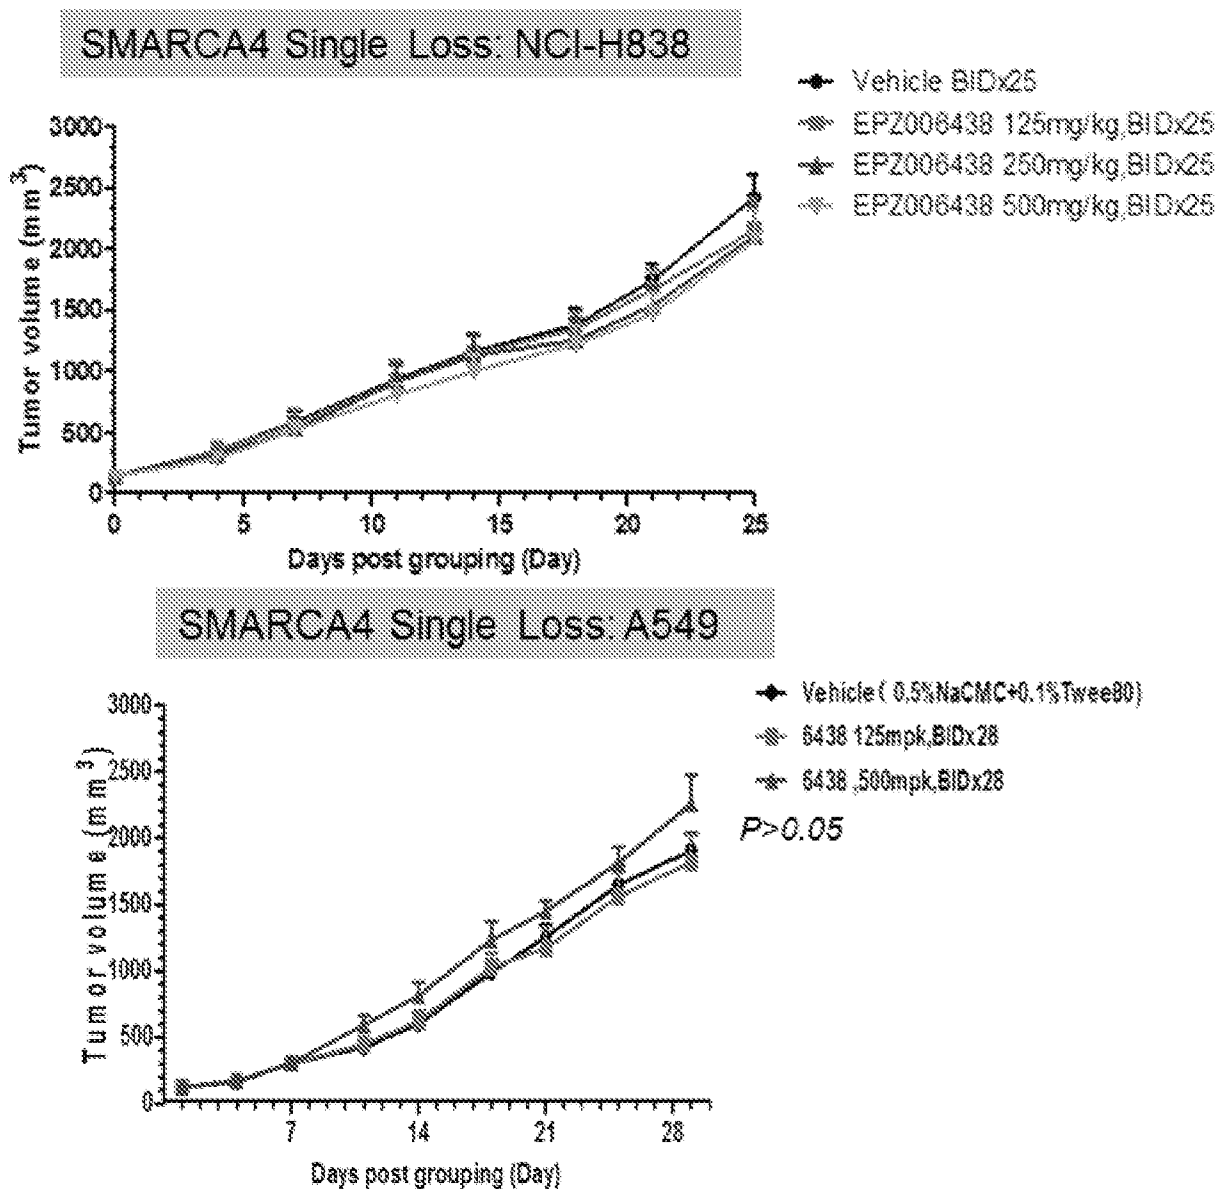 SMARCA4 Single Loss: NCI-H838
Vehicle BIDx25
EPZ006438 125mg/kg,BIDx25
EPZ006438 250mg/kg,BIDx25
EPZ006438 500mg/kg,BIDx25
Tumor volume (mm³)
3000
2500
2000
1500
1000
500
0
0 5 10 15 20 25
Days post grouping (Day)
SMARCA4 Single Loss: A549
Vehicle ( 0.5%NaCMC+0.1%Twee80)
6438 125mpk,BIDx28
6438 ,500mpk,BIDx28
P>0.05
Tumor volume (mm³)
3000
2500
2000
1500
1000
500
0
7 14 21 28
Days post grouping (Day)